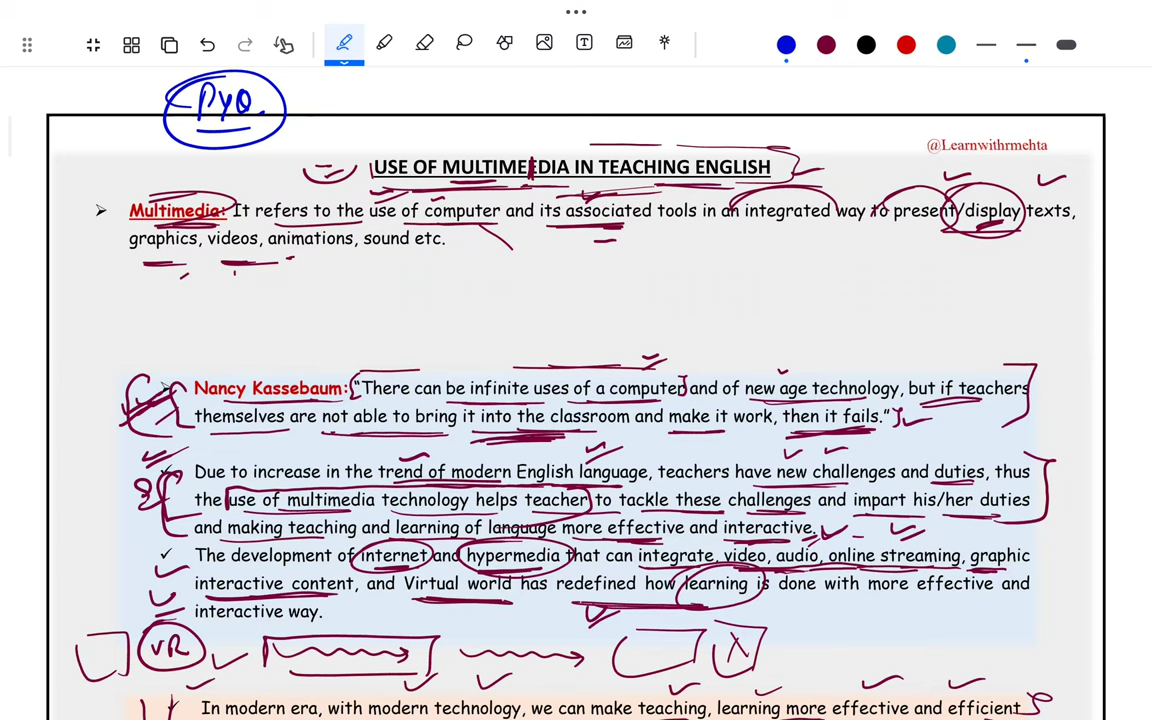 PYQ.
@Learnwithrmehta
USE OF MULTIMEEDIA IN TEACHING ENGLISH
➤ Multimedia: It refers to the use of computer and its associated tools in an integrated way to present/display texts,
graphics, videos, animations, sound etc.
Nancy Kassebaum: “There can be infinite uses of a computer and of new age technology, but if teachers
themselves are not able to bring it into the classroom and make it work, then it fails.”
Due to increase in the trend of modern English language, teachers have new challenges and duties, thus
the use of multimedia technology helps teacher to tackle these challenges and impart his/her duties
and making teaching and learning of language more effective and interactive.
✓ The development of internet and hypermedia that can integrate, video, audio, online streaming, graphic
interactive content, and Virtual world has redefined how learning is done with more effective and
interactive way.
VR
In modern era, with modern technology, we can make teaching, learning more effective and efficient